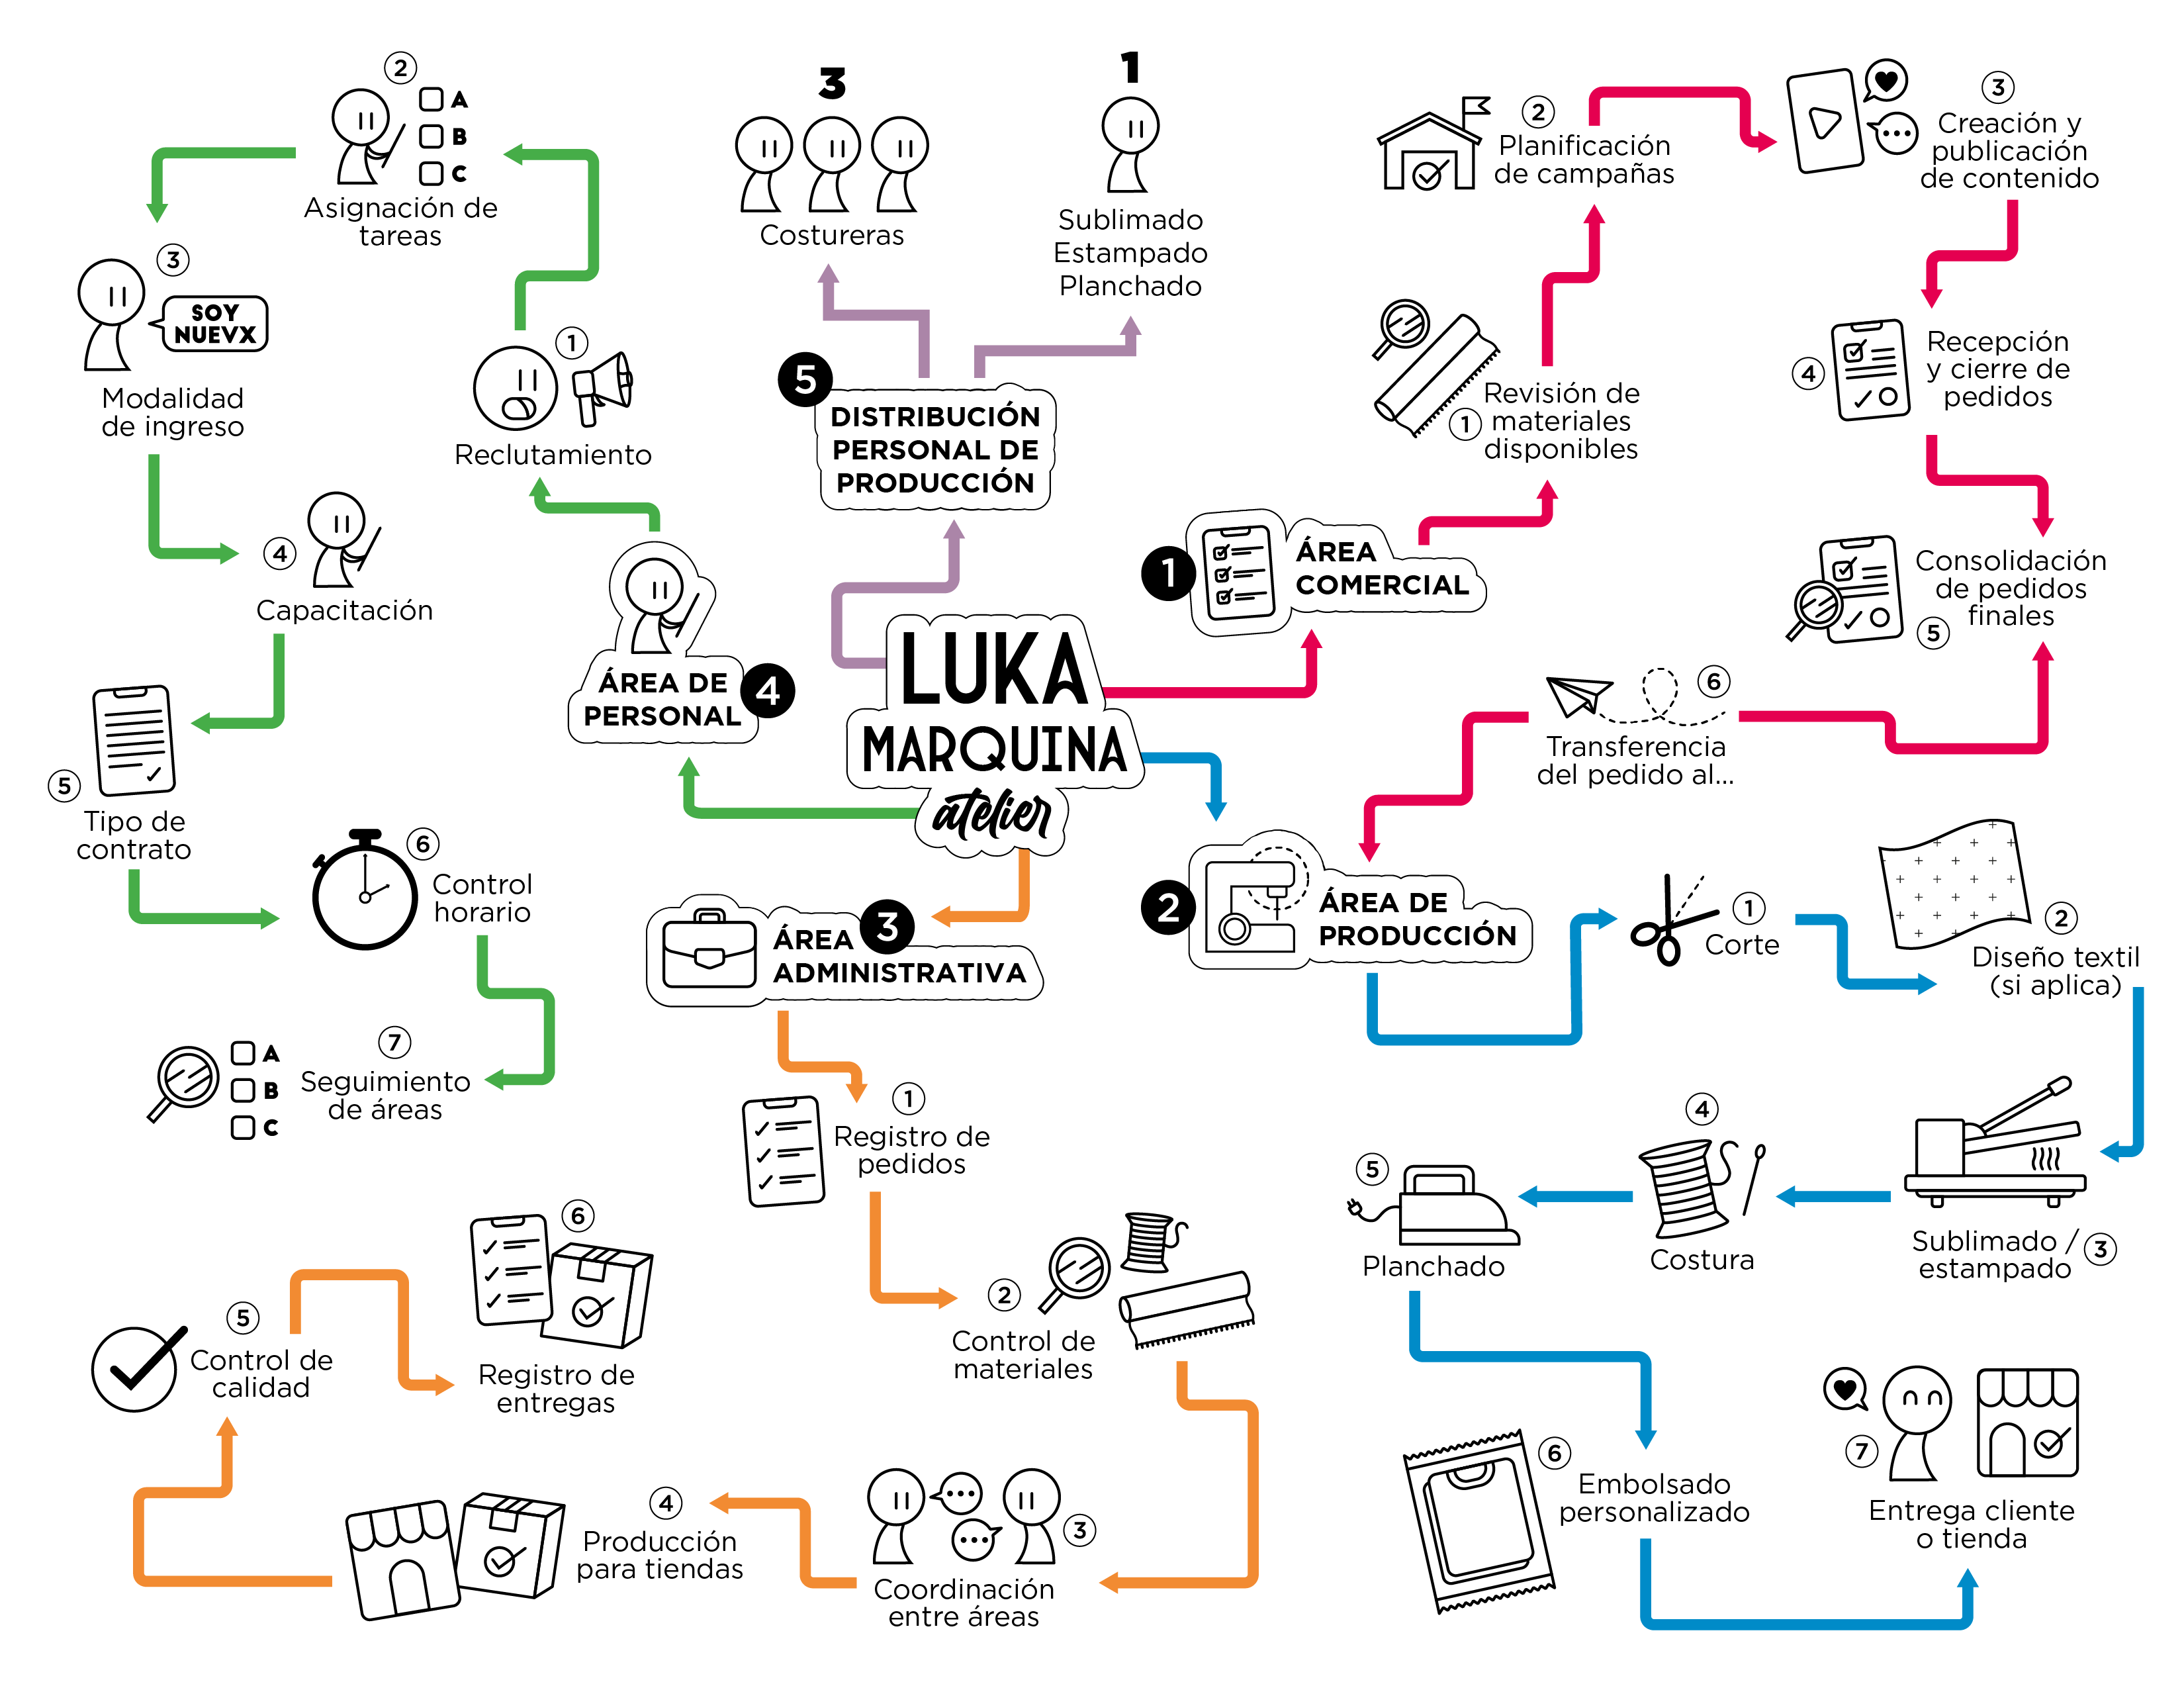 LUKA
MARQUINA
atelier
1
ÁREA
COMERCIAL
1
Revisión de
materiales
disponibles
2
Planificación
de campañas
3
Creación y
publicación
de contenido
4
Recepción
y cierre de
pedidos
5
Consolidación
de pedidos
finales
6
Transferencia
del pedido al...
2
ÁREA DE
PRODUCCIÓN
1
Corte
2
Diseño textil
(si aplica)
3
Sublimado /
estampado
4
Costura
5
Planchado
6
Embolsado
personalizado
7
Entrega cliente
o tienda
3
ÁREA
ADMINISTRATIVA
1
Registro de
pedidos
2
Control de
materiales
3
Coordinación
entre áreas
4
Producción
para tiendas
5
Control de
calidad
6
Registro de
entregas
4
ÁREA DE
PERSONAL
1
Reclutamiento
2
A
B
C
Asignación de
tareas
3
SOY
NUEVX
Modalidad
de ingreso
4
Capacitación
5
Tipo de
contrato
6
Control
horario
7
A
B
C
Seguimiento
de áreas
5
DISTRIBUCIÓN
PERSONAL DE
PRODUCCIÓN
3
Costureras
1
Sublimado
Estampado
Planchado